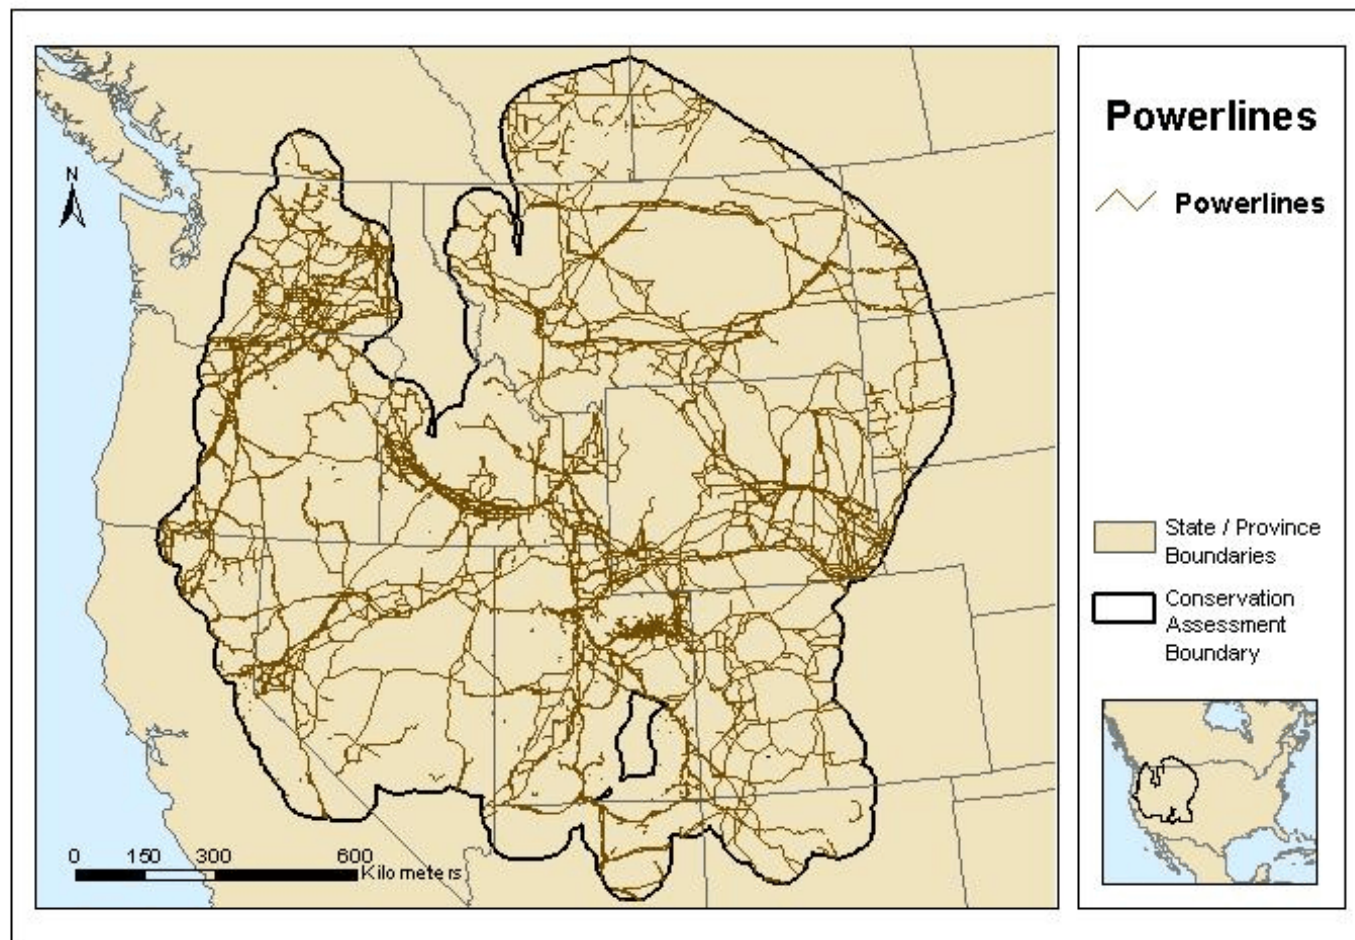 Powerlines
Powerlines
N
State / Province
Boundaries
Conservation
Assessment
Boundary
0 150 300 600
Kilometers